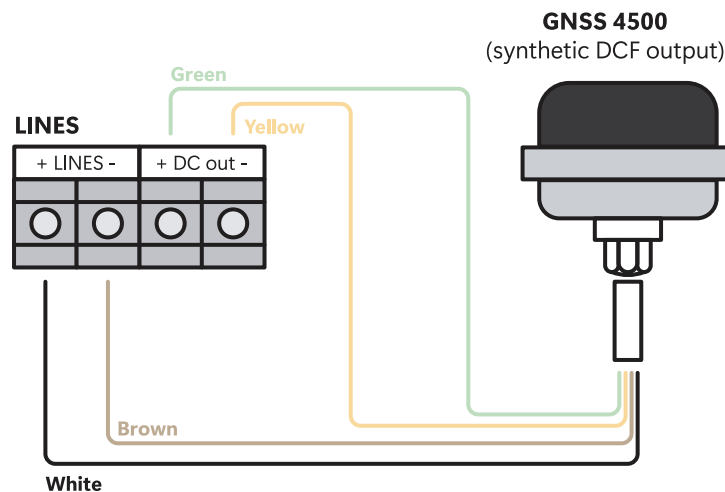 GNSS 4500
(synthetic DCF output)
Green
Yellow
LINES
+ LINES -
+ DC out -
Brown
White